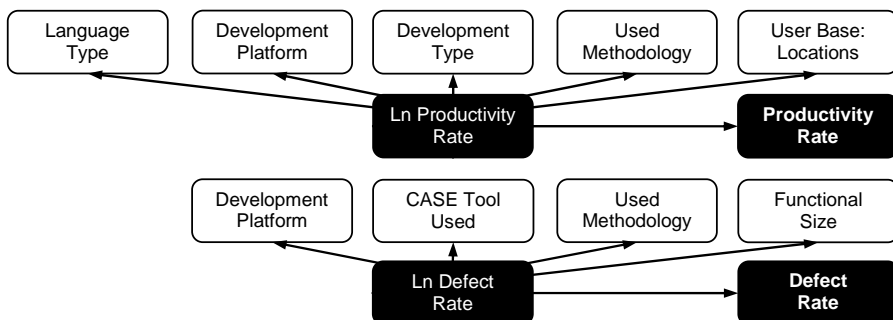 Language
Type
Development
Platform
Development
Type
Used
Methodology
User Base:
Locations
Ln Productivity
Rate
Productivity
Rate
Development
Platform
CASE Tool
Used
Used
Methodology
Functional
Size
Ln Defect
Rate
Defect
Rate